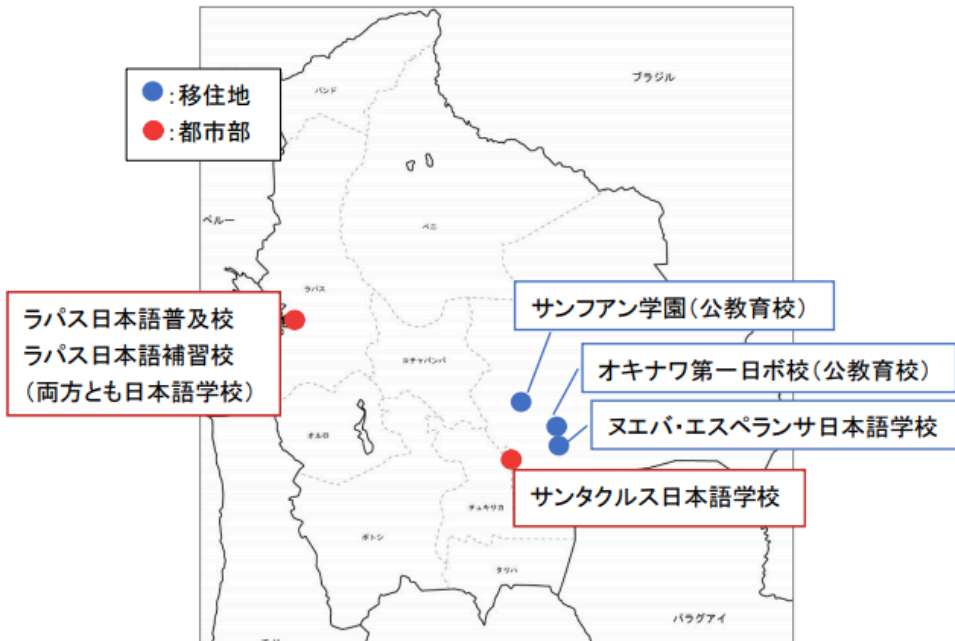 ●:移住地
●:都市部
ブラジル
パンド
ペルー
ベニ
ラパス
ラパス日本語普及校
ラパス日本語補習校
(両方とも日本語学校)
サンフアン学園(公教育校)
コチャバンバ
オキナワ第一日ボ校(公教育校)
ヌエバ・エスペランサ日本語学校
オルロ
サンタクルス日本語学校
チュキサカ
ポトシ
タリハ
パラグアイ